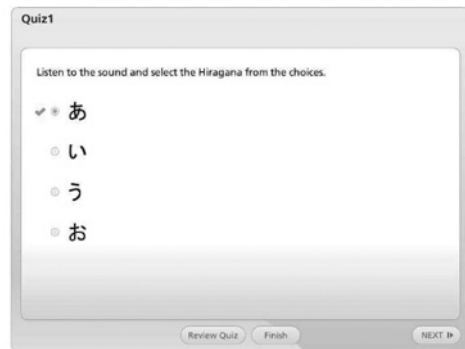 Quiz1
Listen to the sound and select the Hiragana from the choices.
あ
い
う
お
Review Quiz
Finish
NEXT